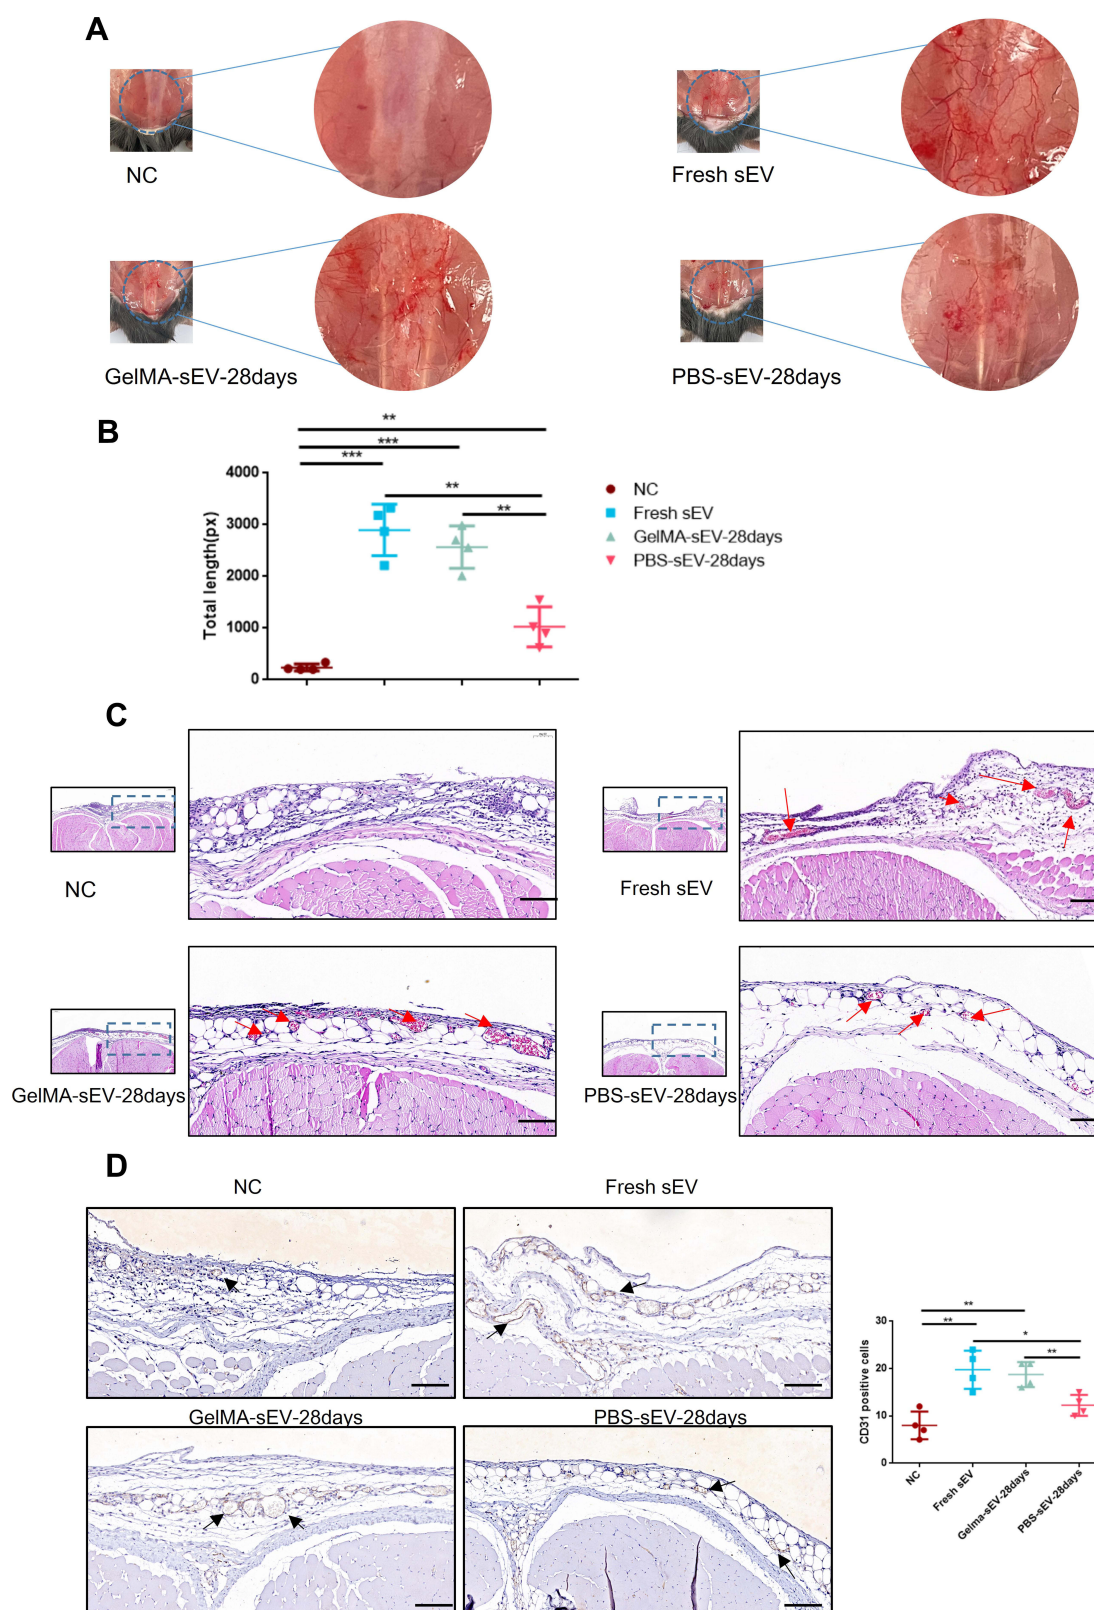 A
NC
Fresh sEV
GelMA-sEV-28days
PBS-sEV-28days
B
**
***
***
**
**
4000
3000
2000
1000
0
Total length(px)
NC
Fresh sEV
GelMA-sEV-28days
PBS-sEV-28days
C
NC
Fresh sEV
GelMA-sEV-28days
PBS-sEV-28days
D
NC
Fresh sEV
GelMA-sEV-28days
PBS-sEV-28days
**
**
*
**
30
20
10
0
CD31 positive cells
NC
Fresh sEV
Gelma-sEV-28days
PBS-sEV-28days